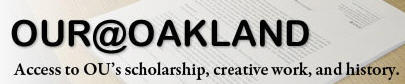 OUR@OAKLAND
Access to OU's scholarship, creative work, and history.